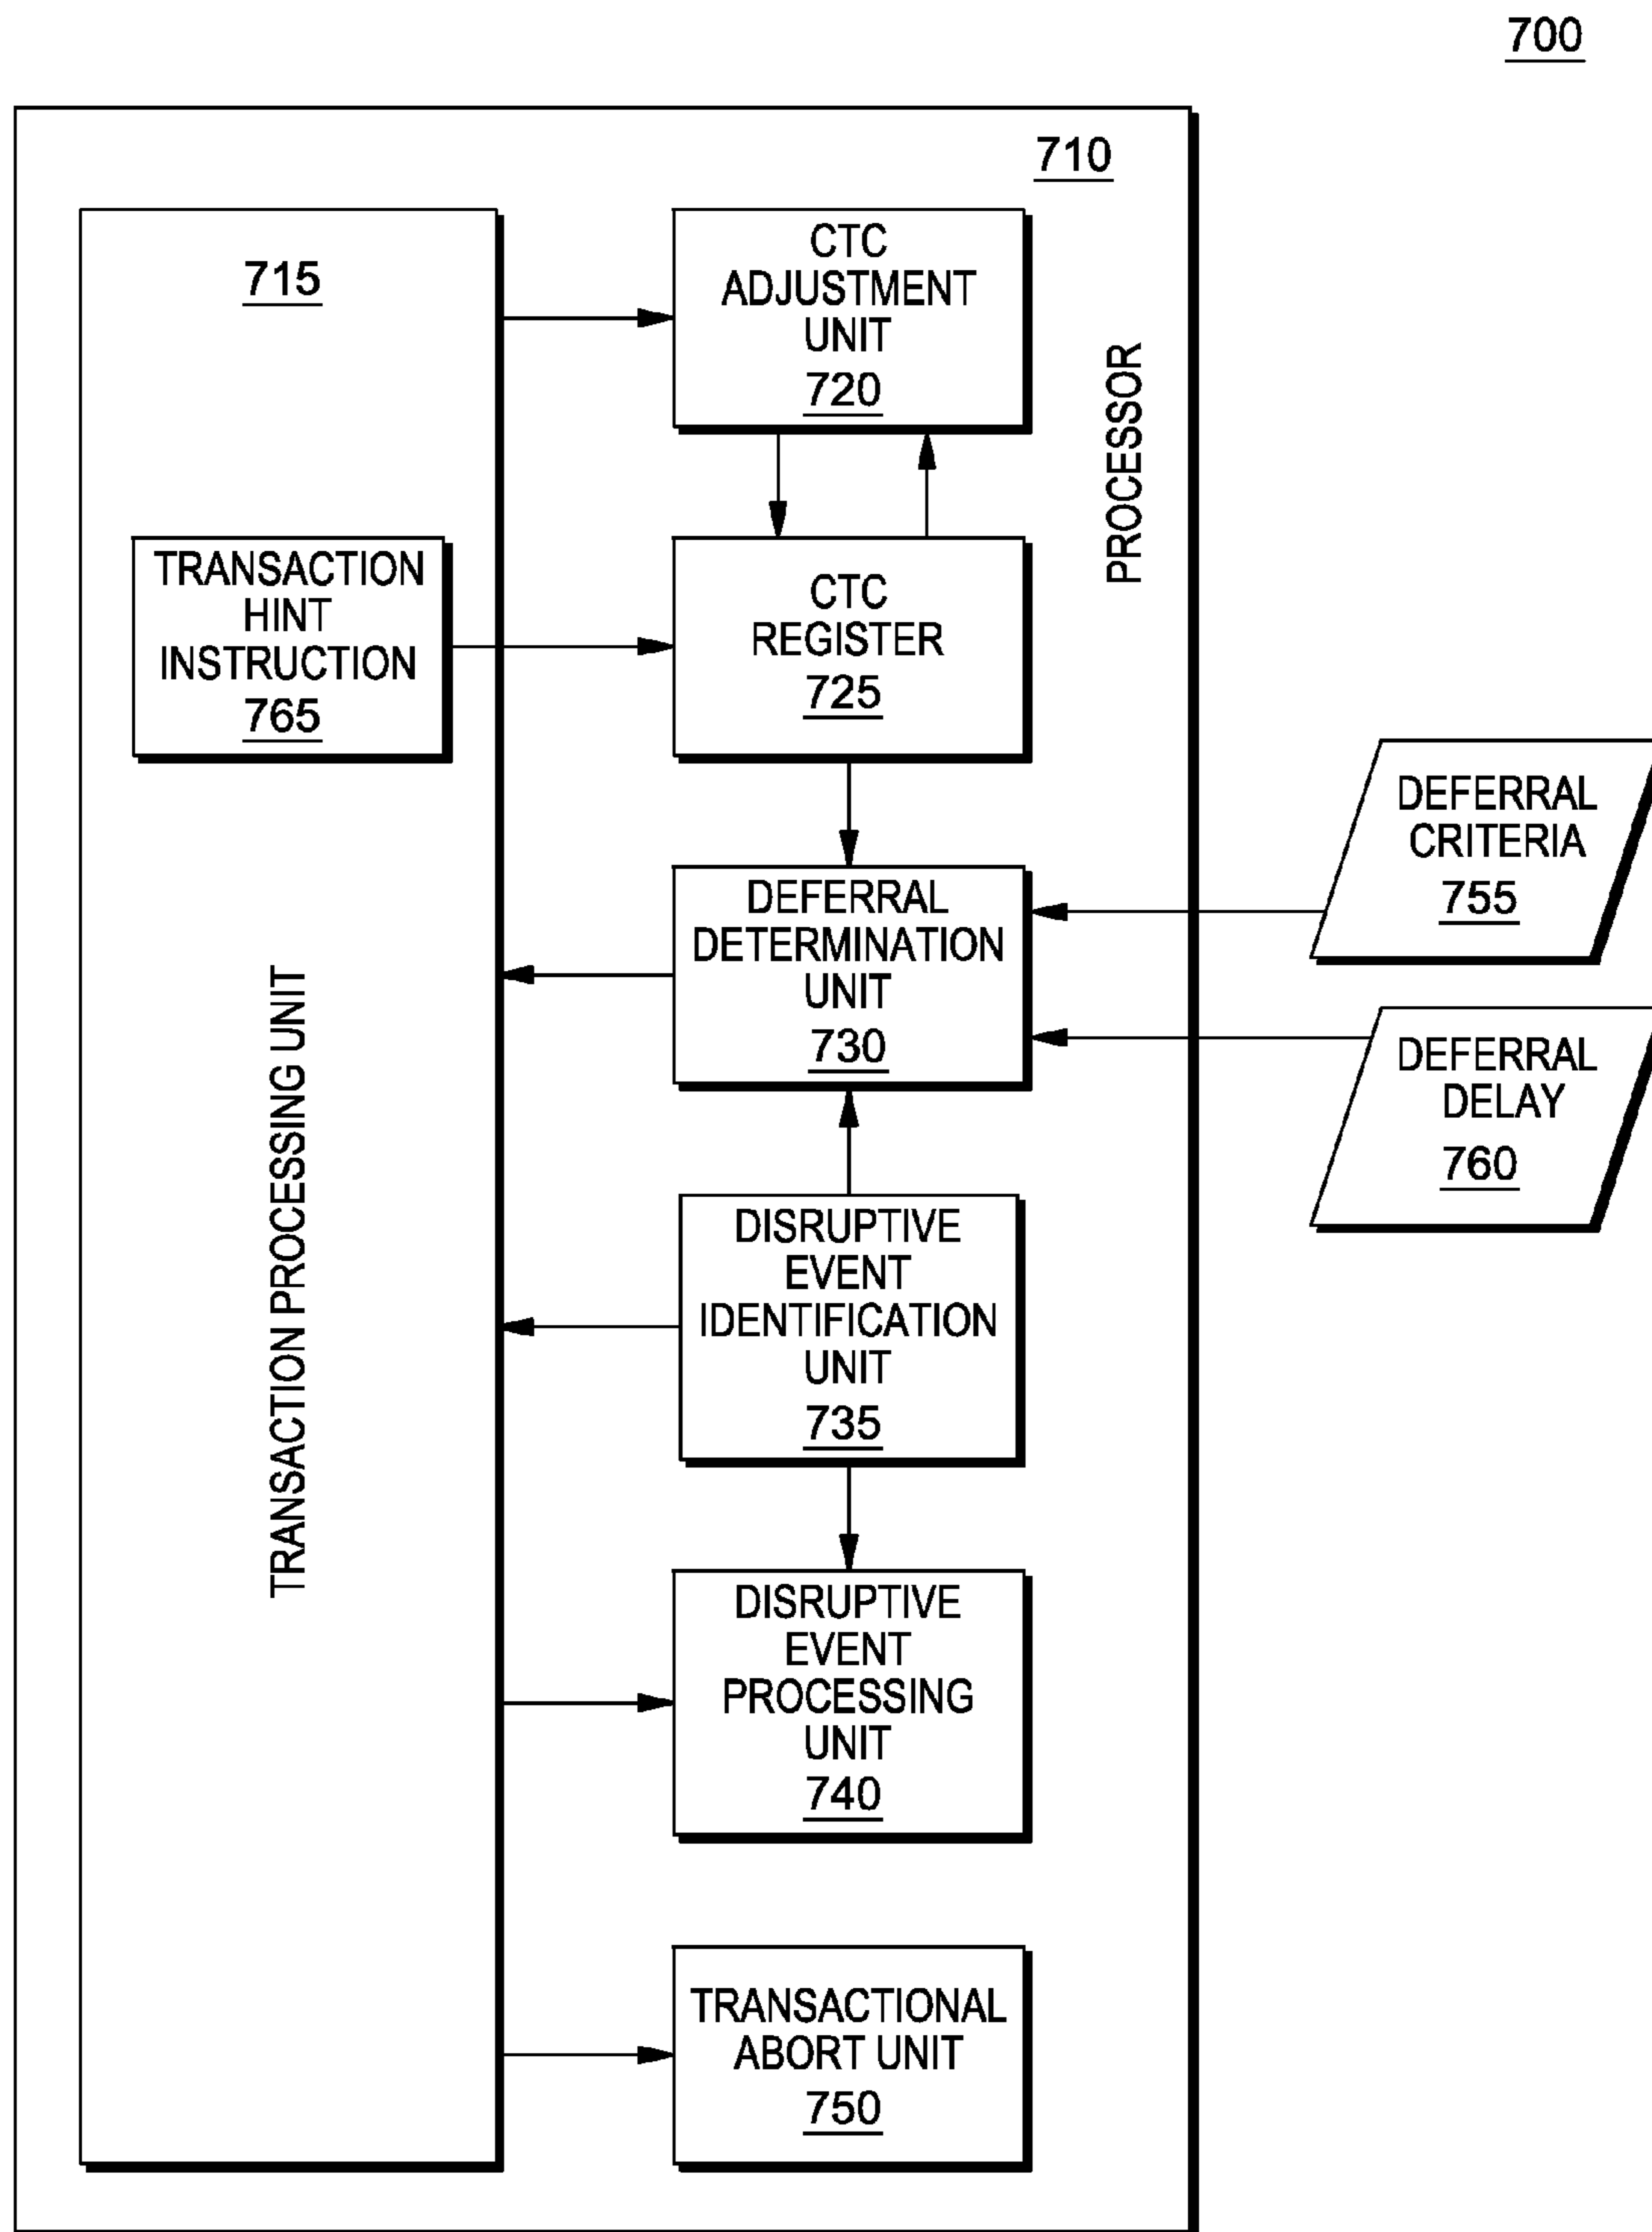 700
710
PROCESSOR
715
TRANSACTION PROCESSING UNIT
TRANSACTION
HINT
INSTRUCTION
765
CTC
ADJUSTMENT
UNIT
720
CTC
REGISTER
725
DEFERRAL
DETERMINATION
UNIT
730
DISRUPTIVE
EVENT
IDENTIFICATION
UNIT
735
DISRUPTIVE
EVENT
PROCESSING
UNIT
740
TRANSACTIONAL
ABORT UNIT
750
DEFERRAL
CRITERIA
755
DEFERRAL
DELAY
760